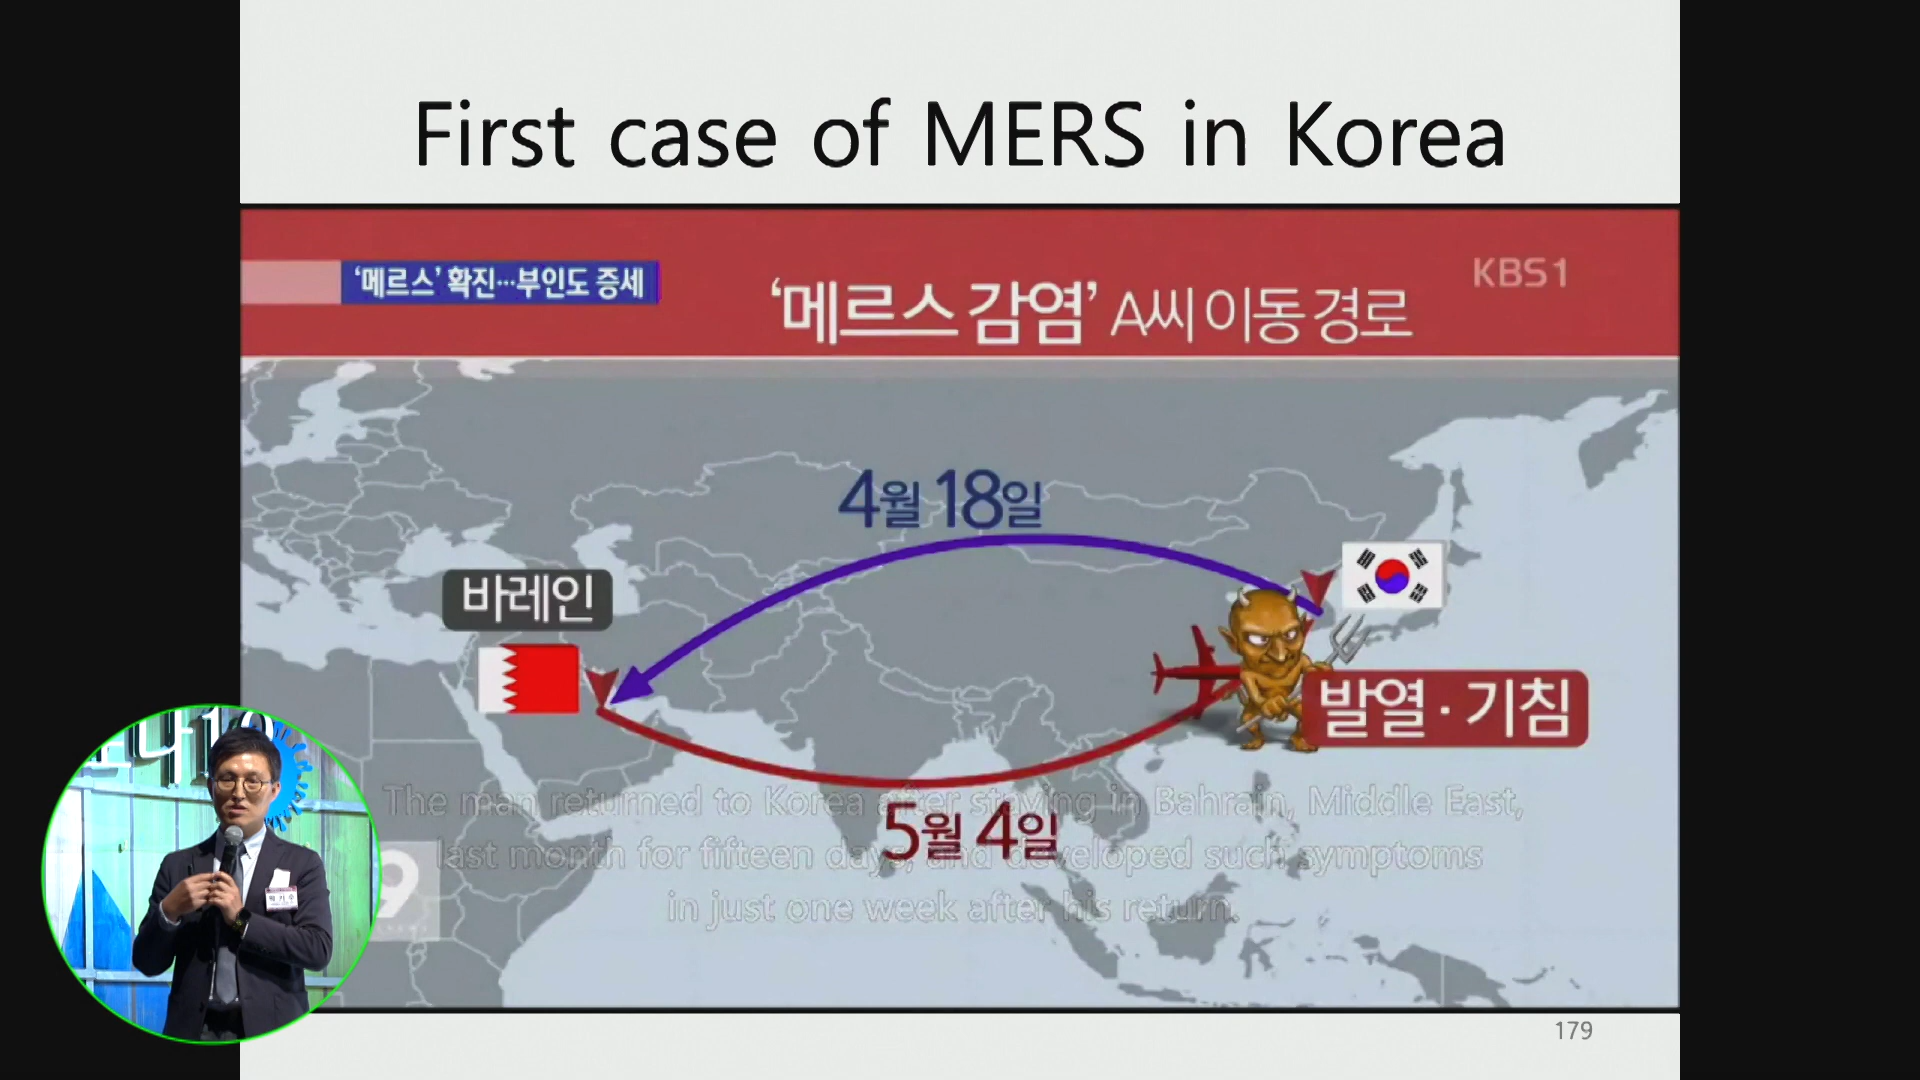 First case of MERS in Korea
‘메르스’ 확진…부인도 증세
‘메르스 감염’ A씨 이동 경로
KBS1
4월 18일
바레인
발열·기침
5월 4일
The man returned to Korea after staying in Bahrain, Middle East,
last month for fifteen days, and developed such symptoms
in just one week after his return.
9
179